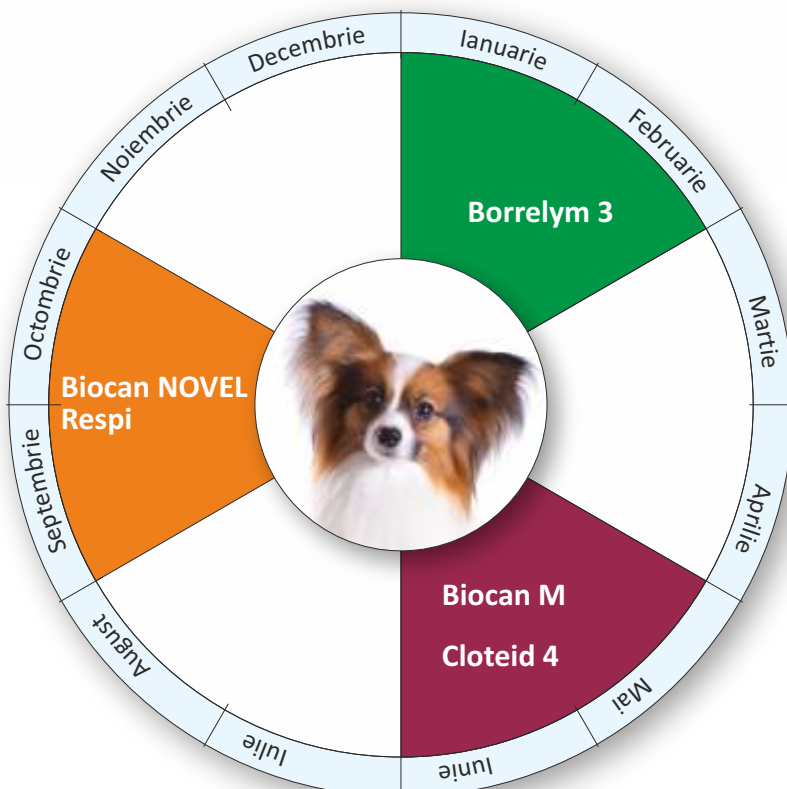 Ianuarie
Februarie
Martie
Aprilie
Mai
Iunie
Iulie
August
Septembrie
Octombrie
Noiembrie
Decembrie
Borrelym 3
Biocan NOVEL
Respi
Biocan M
Cloteid 4